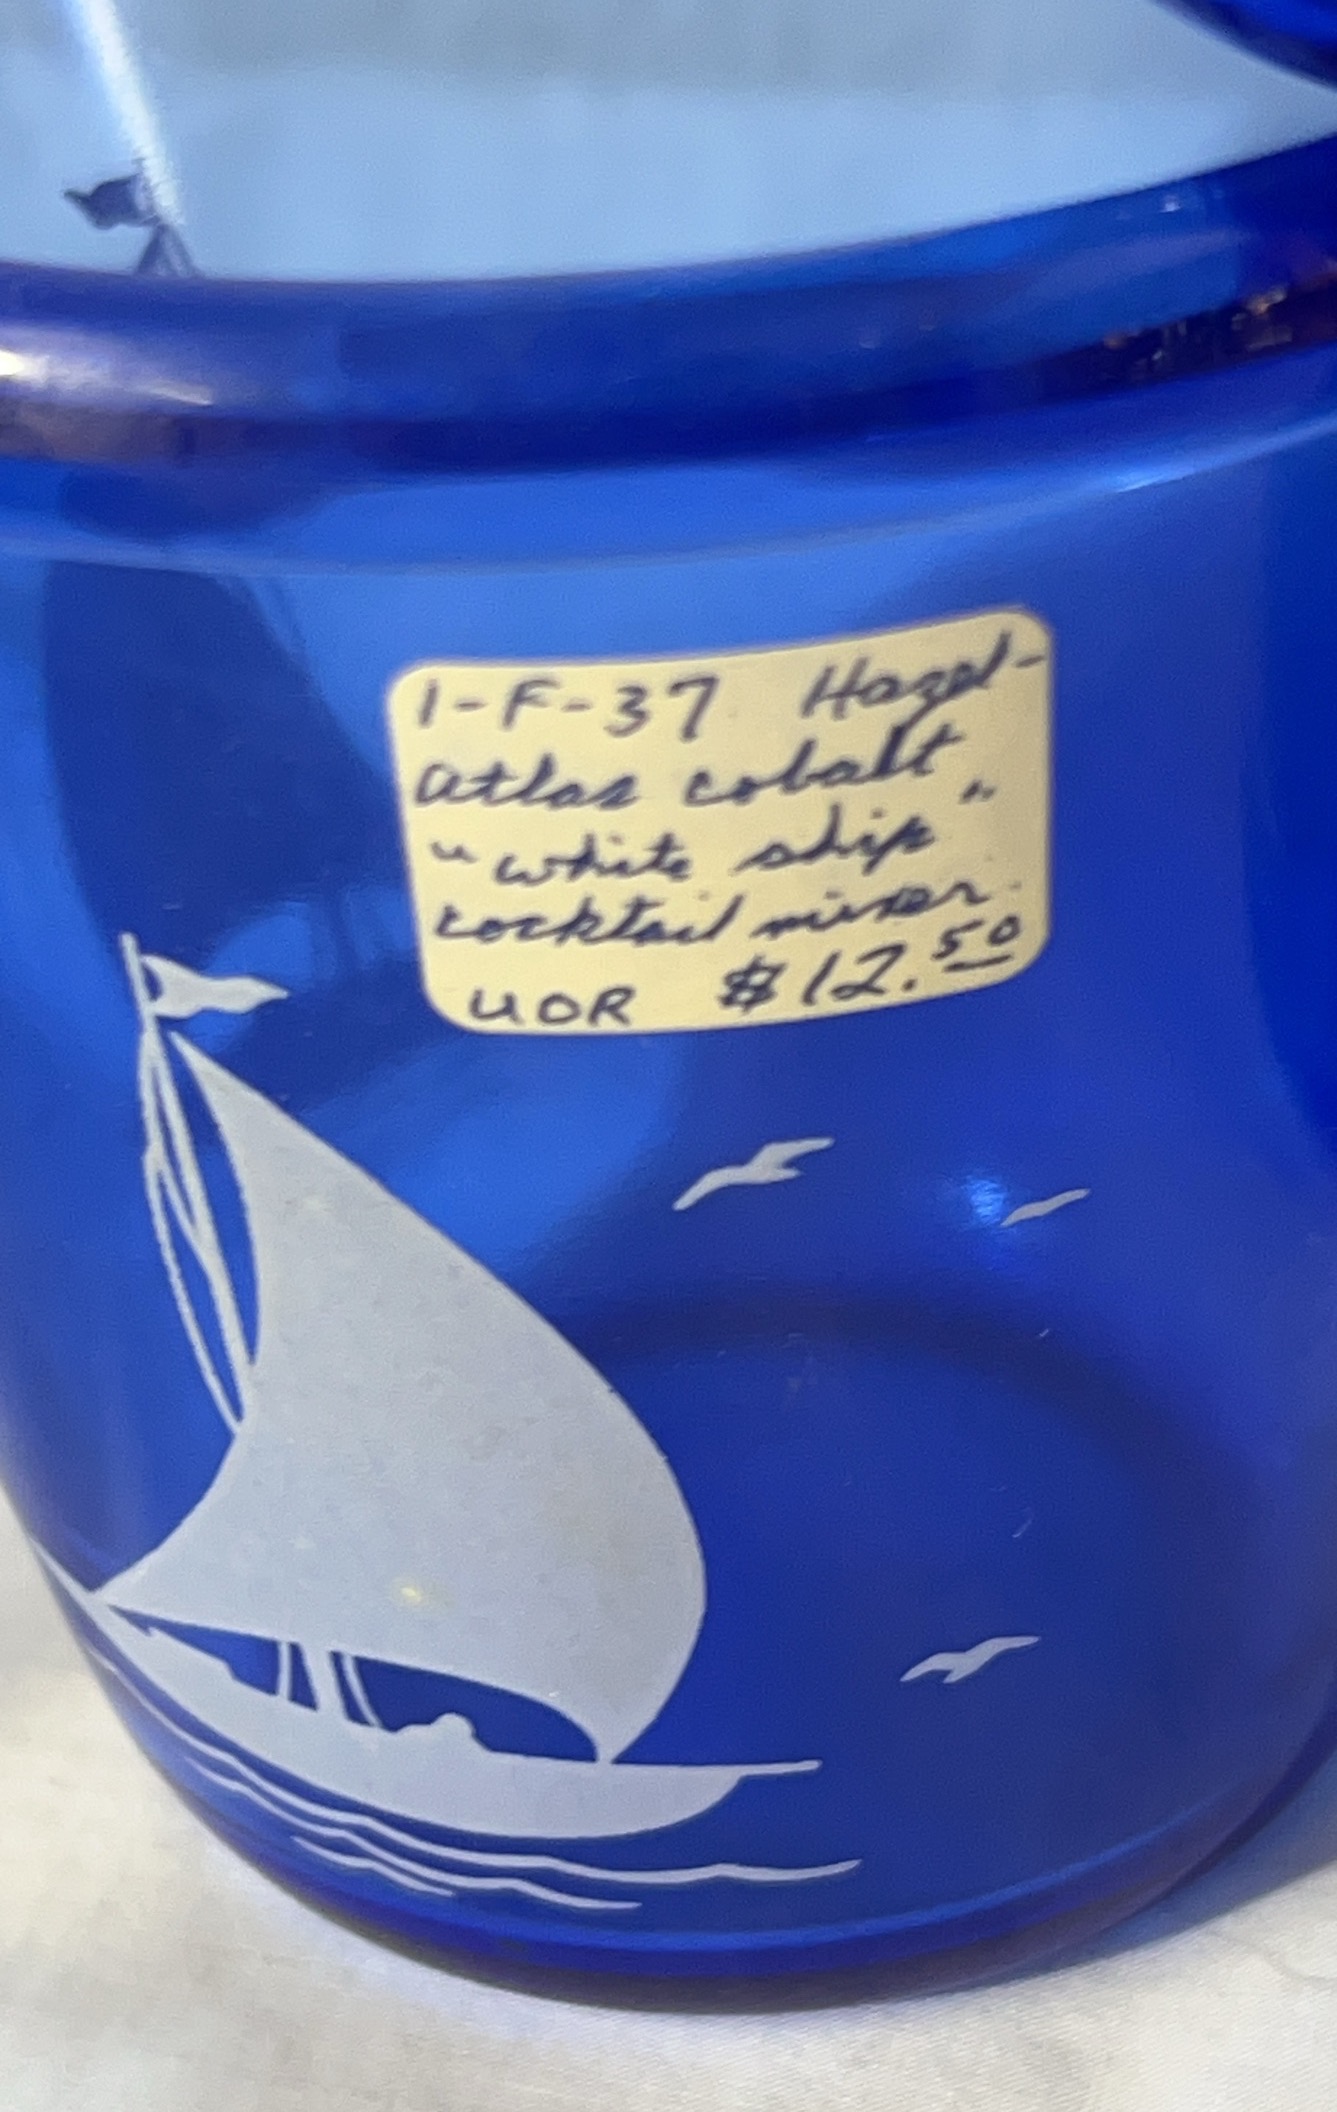 1-F-37 Hazel-
Atlas cobalt
"white ship"
cocktail mixer.
UOR $12.50